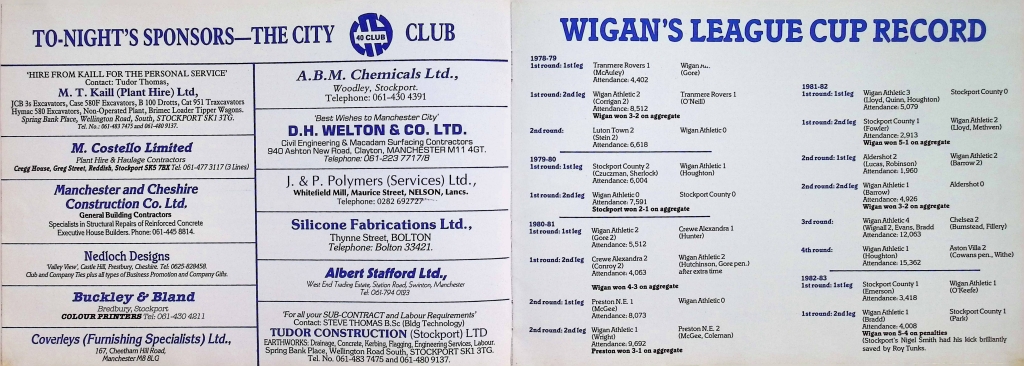 TO-NIGHT'S SPONSORS—THE CITY 40 CLUB CLUB
'HIRE FROM KAILL FOR THE PERSONAL SERVICE'
Contact: Tudor Thomas,
M. T. Kaill (Plant Hire) Ltd,
JCB 3s Excavators, Case 580F Excavators, B 100 Drotts, Cat 951 Traxcavators
Hymac 580 Excavators, Non-Operated Plant, Brimec Loader Tipper Wagons.
Spring Bank Place, Wellington Road, South, STOCKPORT SK1 3TG.
Tel. No.: 061-483 7475 and 061-480 9137.
M. Costello Limited
Plant Hire & Haulage Contractors
Cregg House, Greg Street, Reddish, Stockport SK5 7BX Tel: 061-477 3117 (3 Lines)
Manchester and Cheshire
Construction Co. Ltd.
General Building Contractors
Specialists in Structural Repairs of Reinforced Concrete
Executive House Builders. Phone: 061-445 8814.
Nedloch Designs
'Valley View', Castle Hill, Prestbury, Cheshire. Tel: 0625-828458.
Club and Company Ties plus all types of Business Promotion and Company Gifts.
Buckley & Bland
Bredbury, Stockport
COLOUR PRINTERS Tel: 061-430 4811
Coverleys (Furnishing Specialists) Ltd.,
167, Cheetham Hill Road,
Manchester M8 8LG
A.B.M. Chemicals Ltd.,
Woodley, Stockport.
Telephone: 061-430 4391
'Best Wishes to Manchester City'
D.H. WELTON & CO. LTD.
Civil Engineering & Macadam Surfacing Contractors
940 Ashton New Road, Clayton, MANCHESTER M11 4GT.
Telephone: 061-223 7717/8
J. & P. Polymers (Services) Ltd.,
Whitefield Mill, Maurice Street, NELSON, Lancs.
Telephone: 0282 692727
Silicone Fabrications Ltd.,
Thynne Street, BOLTON
Telephone: Bolton 33421.
Albert Stafford Ltd.,
West End Trading Estate, Station Road, Swinton, Manchester
Tel: 061-794 0193
'For all your SUB-CONTRACT and Labour Requirements'
Contact: STEVE THOMAS B.Sc (Bldg Technology)
TUDOR CONSTRUCTION (Stockport) LTD
EARTHWORKS: Drainage, Concrete, Kerbing, Flagging, Engineering Services, Labour.
Spring Bank Place, Wellington Road South, STOCKPORT SK1 3TG.
Tel. No. 061-483 7475 and 061-480 9137.
WIGAN'S LEAGUE CUP RECORD
1978-79
1st round: 1st leg Tranmere Rovers 1 Wigan
(McAuley) (Gore)
Attendance: 4,402
1st round: 2nd leg Wigan Athletic 2 Tranmere Rovers 1
(Corrigan 2) (O'Neill)
Attendance: 8,512
Wigan won 3-2 on aggregate
2nd round: Luton Town 2 Wigan Athletic 0
(Stein 2)
Attendance: 6,618
1979-80
1st round: 1st leg Stockport County 2 Wigan Athletic 1
(Czuczman, Sherlock) (Houghton)
Attendance: 6,004
1st round: 2nd leg Wigan Athletic 0 Stockport County 0
Attendance: 7,591
Stockport won 2-1 on aggregate
1980-81
1st round: 1st leg Wigan Athletic 2 Crewe Alexandra 1
(Gore 2) (Hunter)
Attendance: 5,512
1st round: 2nd leg Crewe Alexandra 2 Wigan Athletic 2
(Conroy 2) (Hutchinson, Gore pen.)
Attendance: 4,063 after extra time
Wigan won 4-3 on aggregate
2nd round: 1st leg Preston N.E. 1 Wigan Athletic 0
(McGee)
Attendance: 8,073
2nd round: 2nd leg Wigan Athletic 1 Preston N.E. 2
(Wright) (McGee, Coleman)
Attendance: 9,692
Preston won 3-1 on aggregate
1981-82
1st round: 1st leg Wigan Athletic 3 Stockport County 0
(Lloyd, Quinn, Houghton)
Attendance: 5,079
1st round: 2nd leg Stockport County 1 Wigan Athletic 2
(Fowler) (Lloyd, Methven)
Attendance: 2,913
Wigan won 5-1 on aggregate
2nd round: 1st leg Aldershot 2 Wigan Athletic 2
(Lucas, Robinson) (Barrow 2)
Attendance: 1,960
2nd round: 2nd leg Wigan Athletic 1 Aldershot 0
(Barrow)
Attendance: 4,926
Wigan won 3-2 on aggregate
3rd round: Wigan Athletic 4 Chelsea 2
(Wignall 2, Evans, Bradd (Bumstead, Fillery)
Attendance: 12,063
4th round: Wigan Athletic 1 Aston Villa 2
(Houghton) (Cowans pen., Withe)
Attendance: 15,362
1982-83
1st round: 1st leg Stockport County 1 Wigan Athletic 1
(Emerson) (O'Keefe)
Attendance: 3,418
1st round: 2nd leg Wigan Athletic 1 Stockport County 1
(Bradd) (Park)
Attendance: 4,008
Wigan won 5-4 on penalties
(Stockport's Nigel Smith had his kick brilliantly
saved by Roy Tunks.